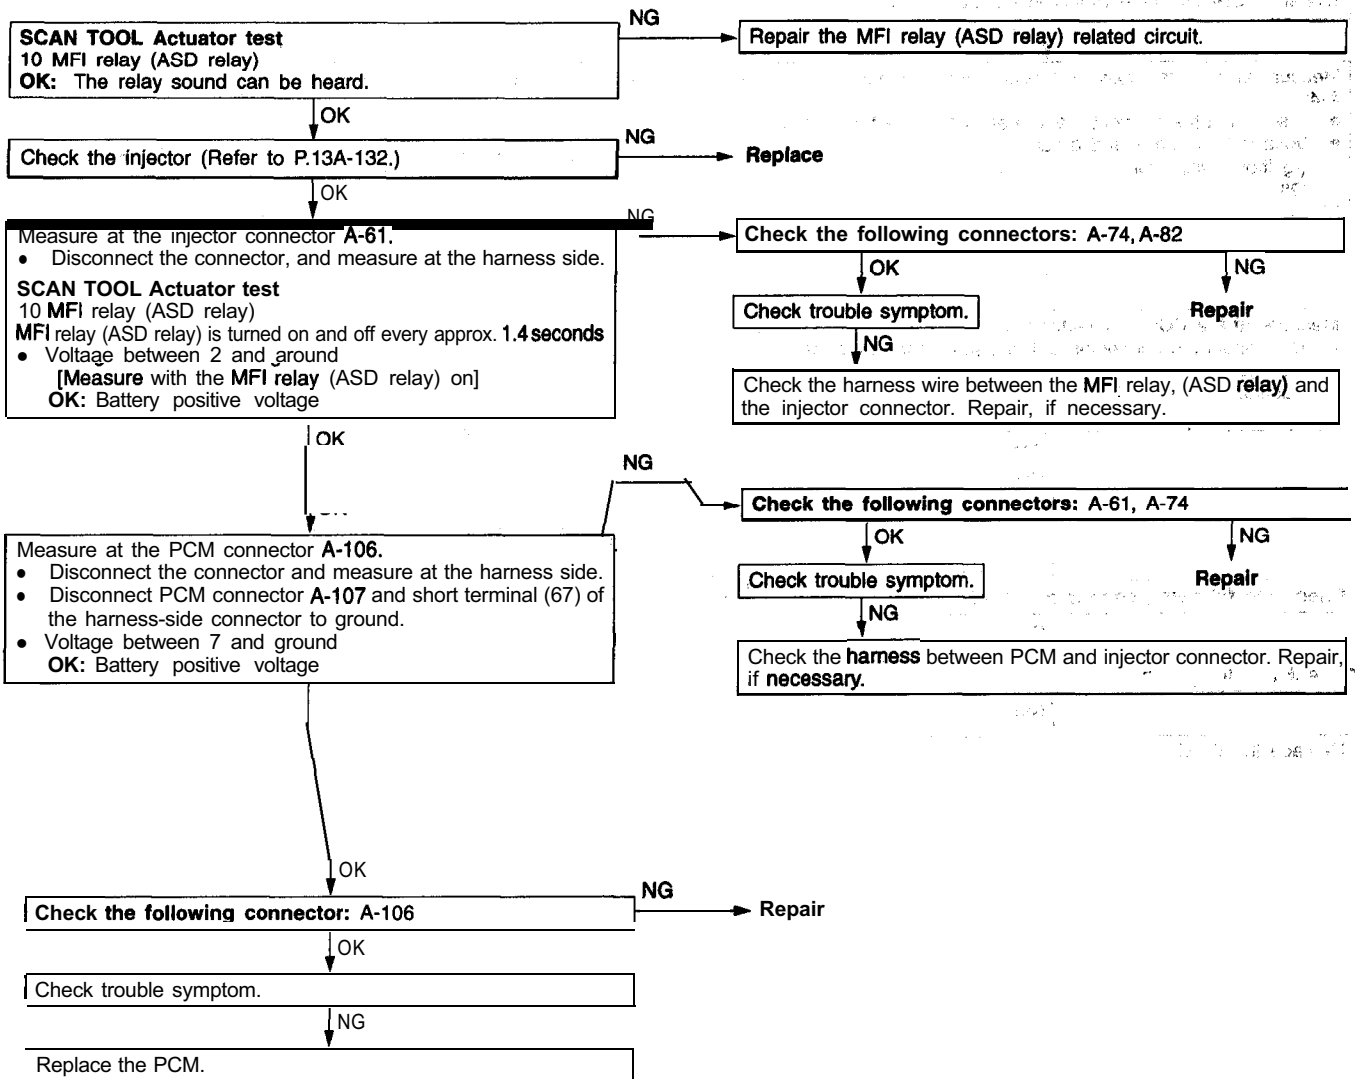 SCAN TOOL Actuator test
10 MFI relay (ASD relay)
OK: The relay sound can be heard.
NG
Repair the MFI relay (ASD relay) related circuit.
OK
Check the injector (Refer to P.13A-132.)
NG
Replace
OK
Measure at the injector connector A-61.
• Disconnect the connector, and measure at the harness side.
SCAN TOOL Actuator test
10 MFI relay (ASD relay)
MFI relay (ASD relay) is turned on and off every approx. 1.4 seconds
• Voltage between 2 and ground
[Measure with the MFI relay (ASD relay) on]
OK: Battery positive voltage
NG
Check the following connectors: A-74, A-82
OK
NG
Check trouble symptom.
Repair
NG
Check the harness wire between the MFI relay, (ASD relay) and
the injector connector. Repair, if necessary.
OK
Measure at the PCM connector A-106.
• Disconnect the connector and measure at the harness side.
• Disconnect PCM connector A-107 and short terminal (67) of
the harness-side connector to ground.
• Voltage between 7 and ground
OK: Battery positive voltage
NG
Check the following connectors: A-61, A-74
OK
NG
Check trouble symptom.
Repair
NG
Check the harness between PCM and injector connector. Repair,
if necessary.
OK
Check the following connector: A-106
NG
Repair
OK
Check trouble symptom.
NG
Replace the PCM.